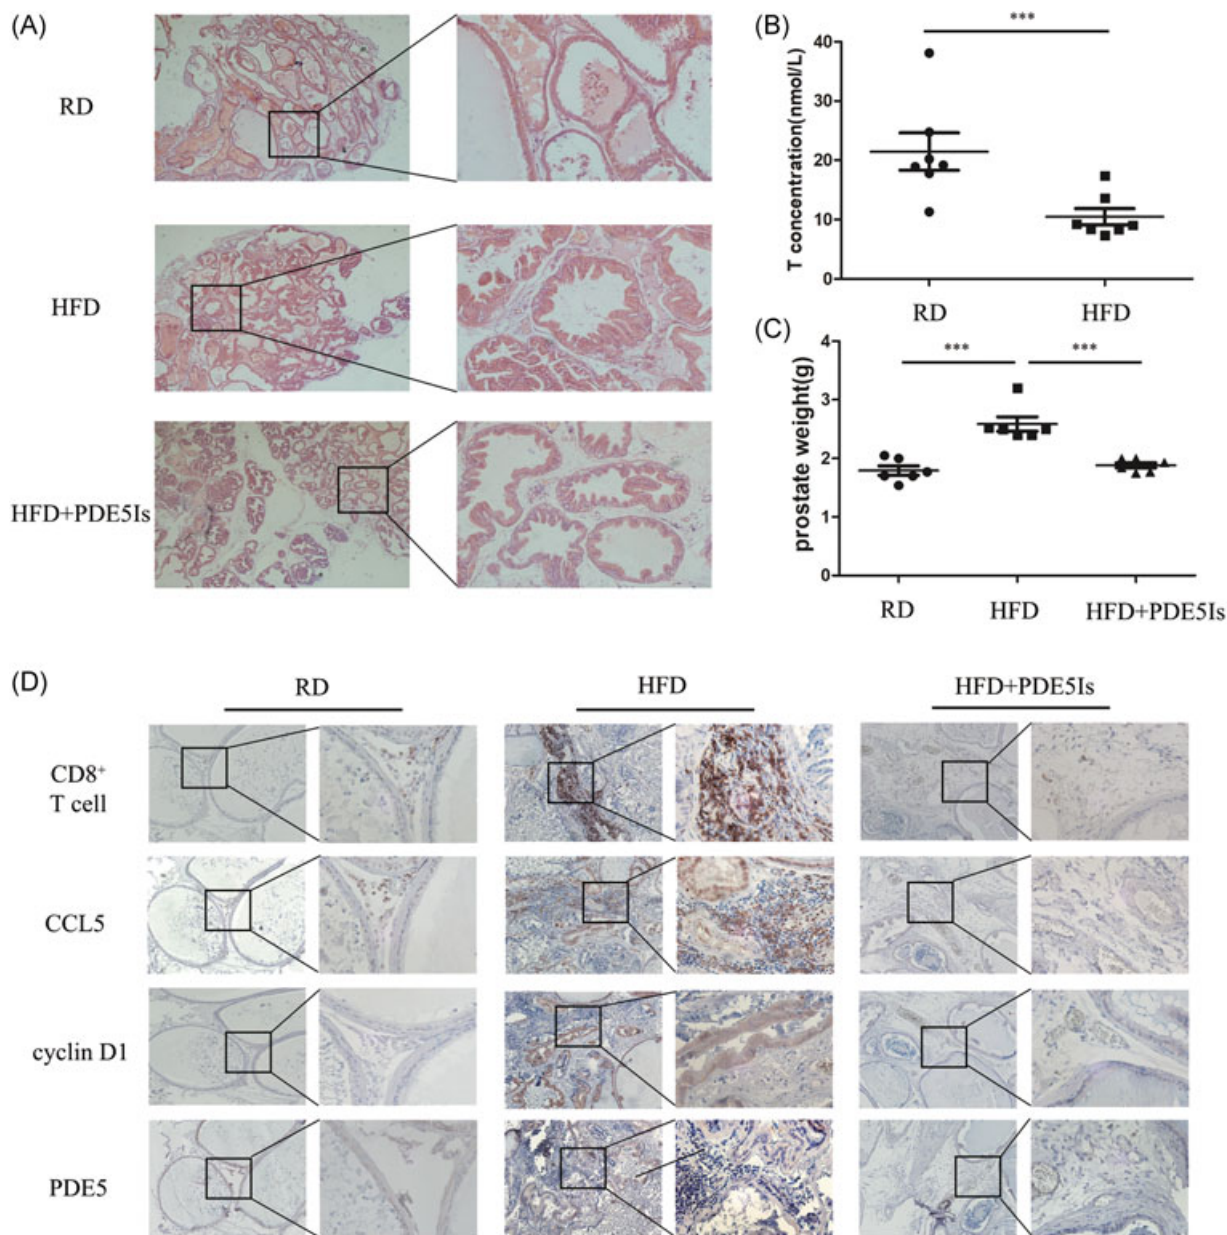 (A)
RD
HFD
HFD+PDE5Is
(B)
***
T concentration(nmol/L)
40
30
20
10
0
RD
HFD
(C)
***
***
prostate weight(g)
4
3
2
1
0
RD
HFD
HFD+PDE5Is
(D)
RD
HFD
HFD+PDE5Is
CD8⁺
T cell
CCL5
cyclin D1
PDE5